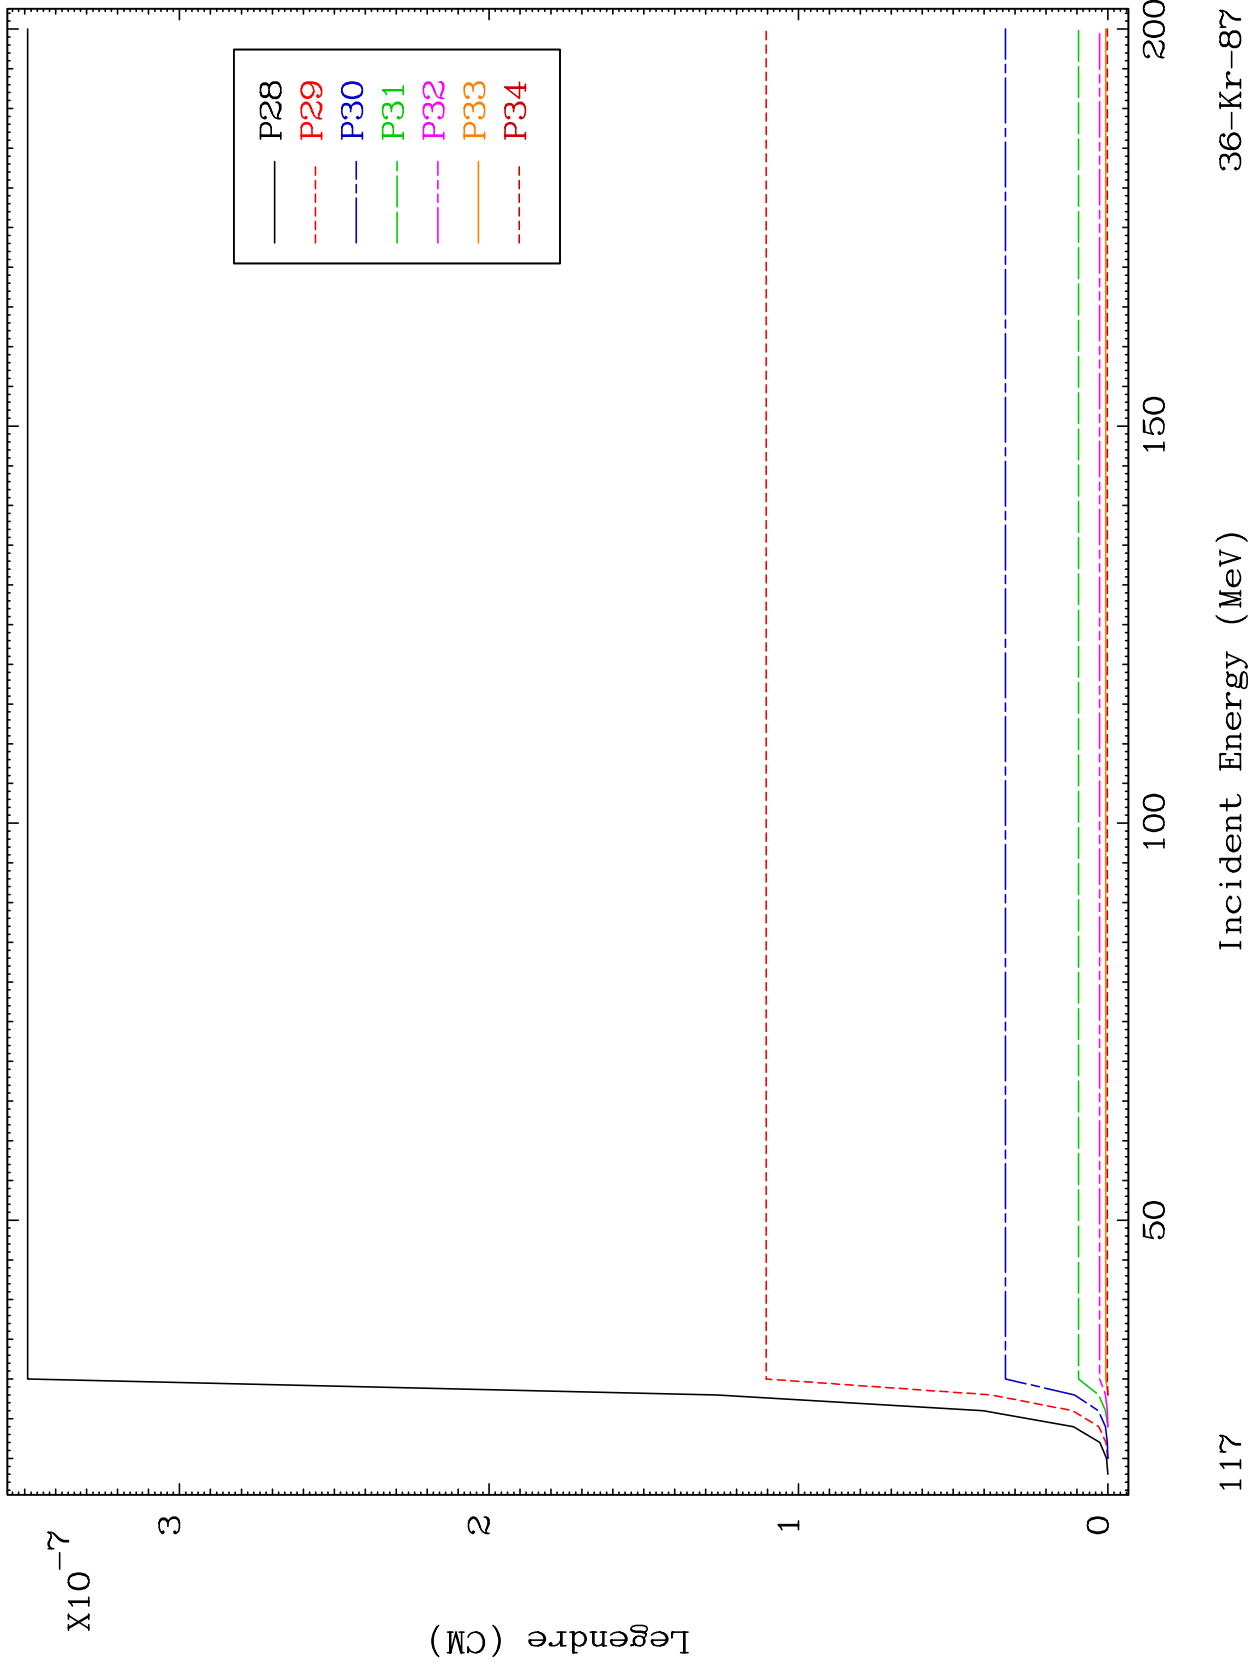 X10-7
Legendre (CM)
3
2
1
0
P28
P29
P30
P31
P32
P33
P34
50
100
150
200
117
Incident Energy (MeV)
36-Kr-87